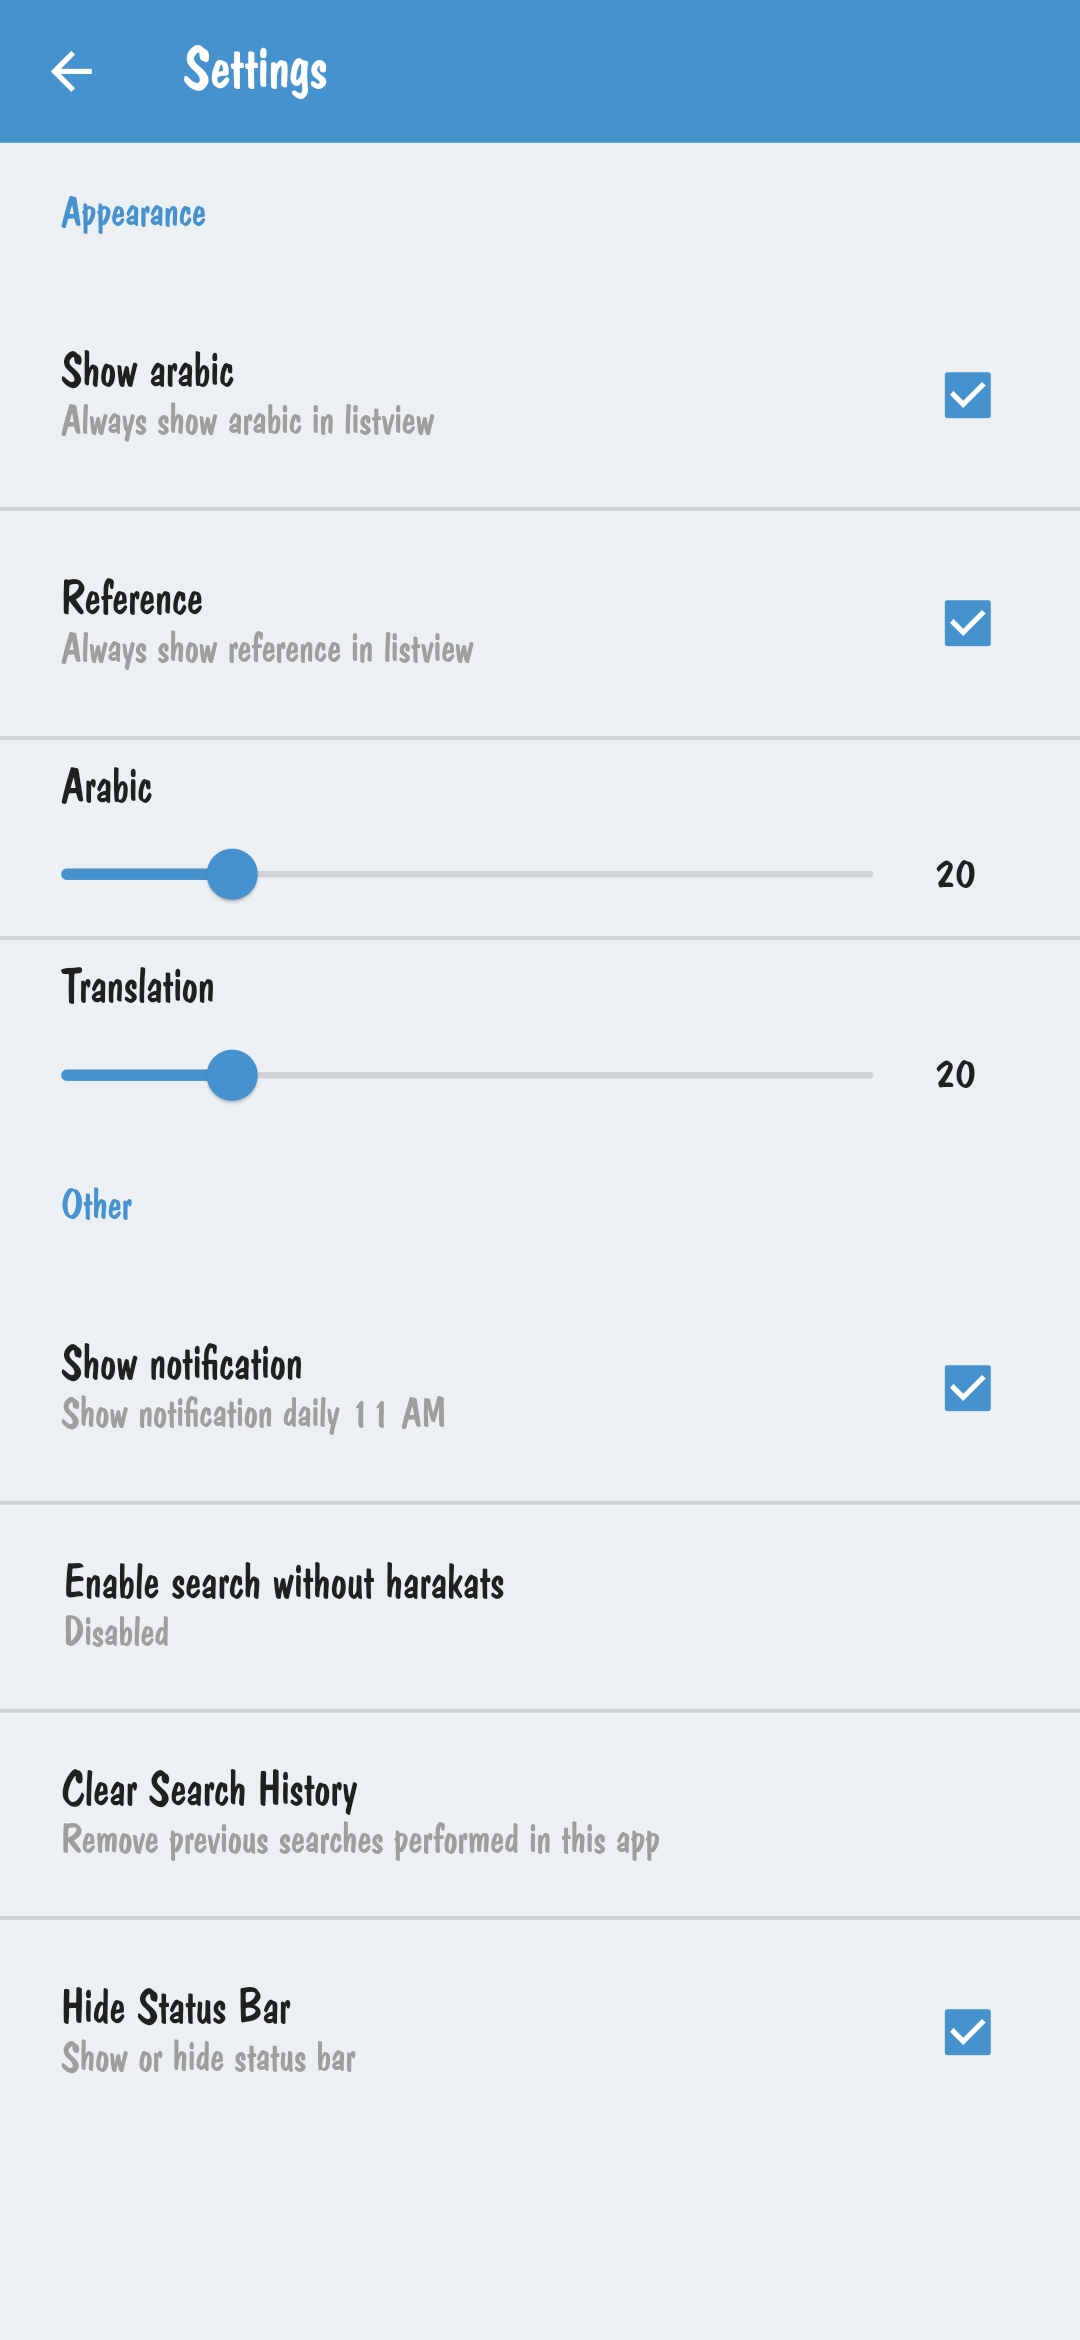 Settings
Appearance
Show arabic
Always show arabic in listview
Reference
Always show reference in listview
Arabic
20
Translation
20
Other
Show notification
Show notification daily 11 AM
Enable search without harakats
Disabled
Clear Search History
Remove previous searches performed in this app
Hide Status Bar
Show or hide status bar